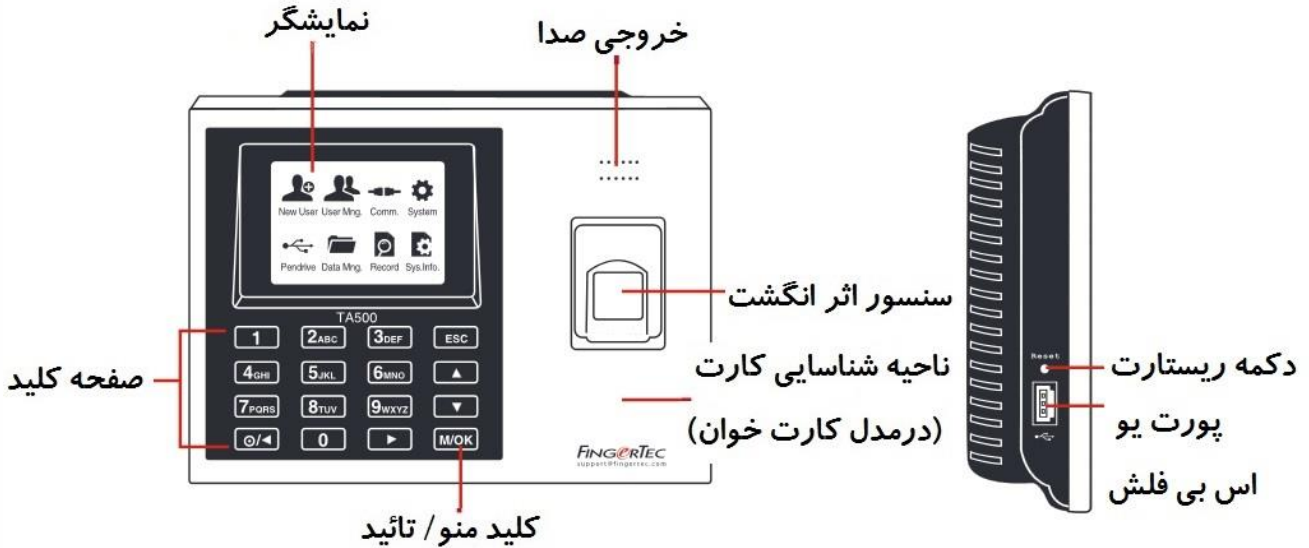 نمایشگر
خروجی صدا
New User User Mng. Comm. System
Pendrive Data Mng. Record Sys.Info.
TA500
1 2ABC 3DEF ESC
4GHI 5JKL 6MNO ▲
7PQRS 8TUV 9WXYZ ▼
⊙/◄ 0 ► M/OK
صفحه کلید
سنسور اثر انگشت
ناحیه شناسایی کارت
(درمدل کارت خوان)
FINGERTEC
support@fingertec.com
کلید منو/ تائید
Reset
دکمه ریستارت
پورت یو
اس بی فلش